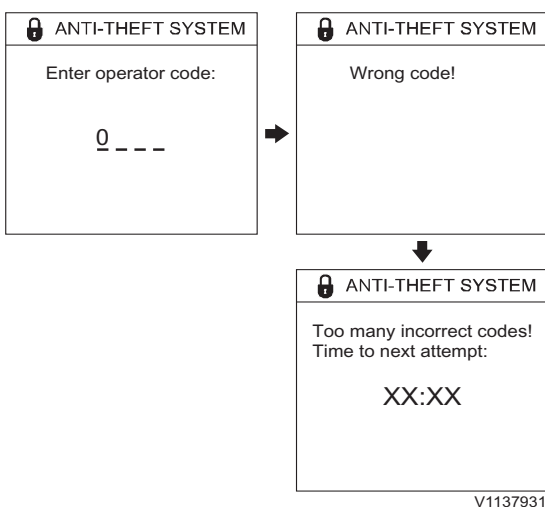 ANTI-THEFT SYSTEM
Enter operator code:
0 _ _ _
ANTI-THEFT SYSTEM
Wrong code!
ANTI-THEFT SYSTEM
Too many incorrect codes!
Time to next attempt:
XX:XX
V1137931